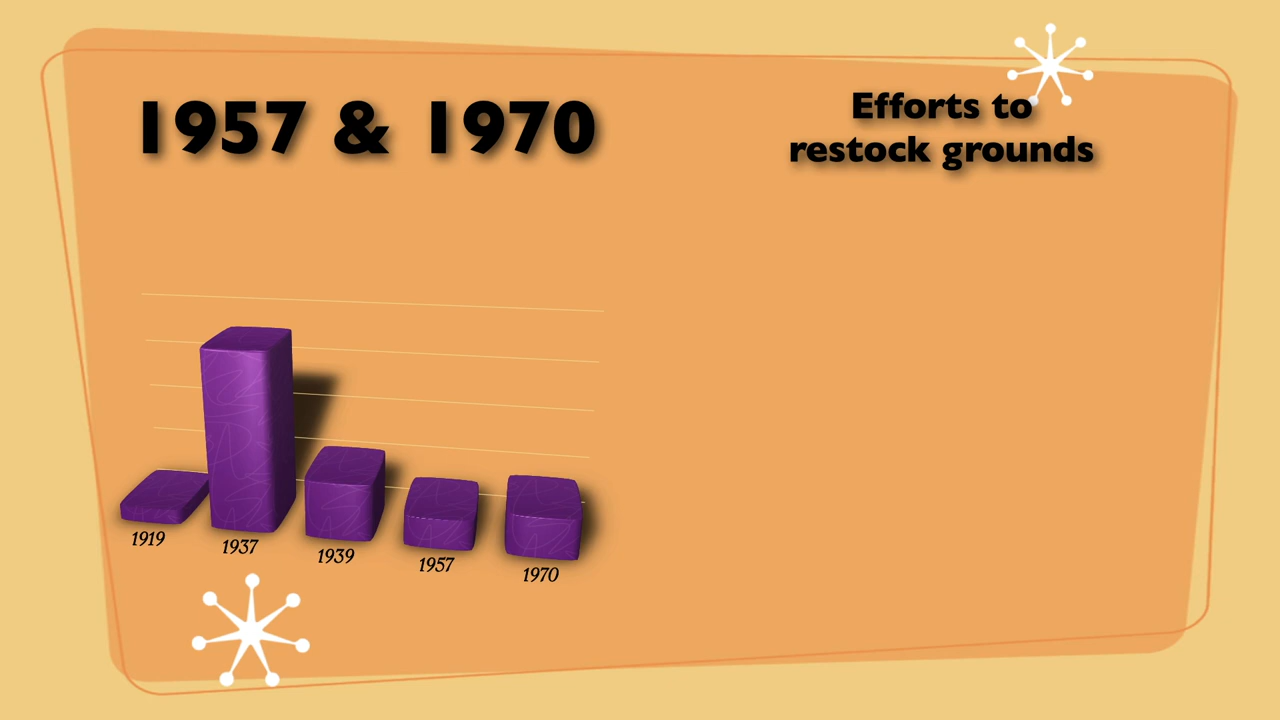 1957 & 1970
Efforts to
restock grounds
1919
1937
1939
1957
1970